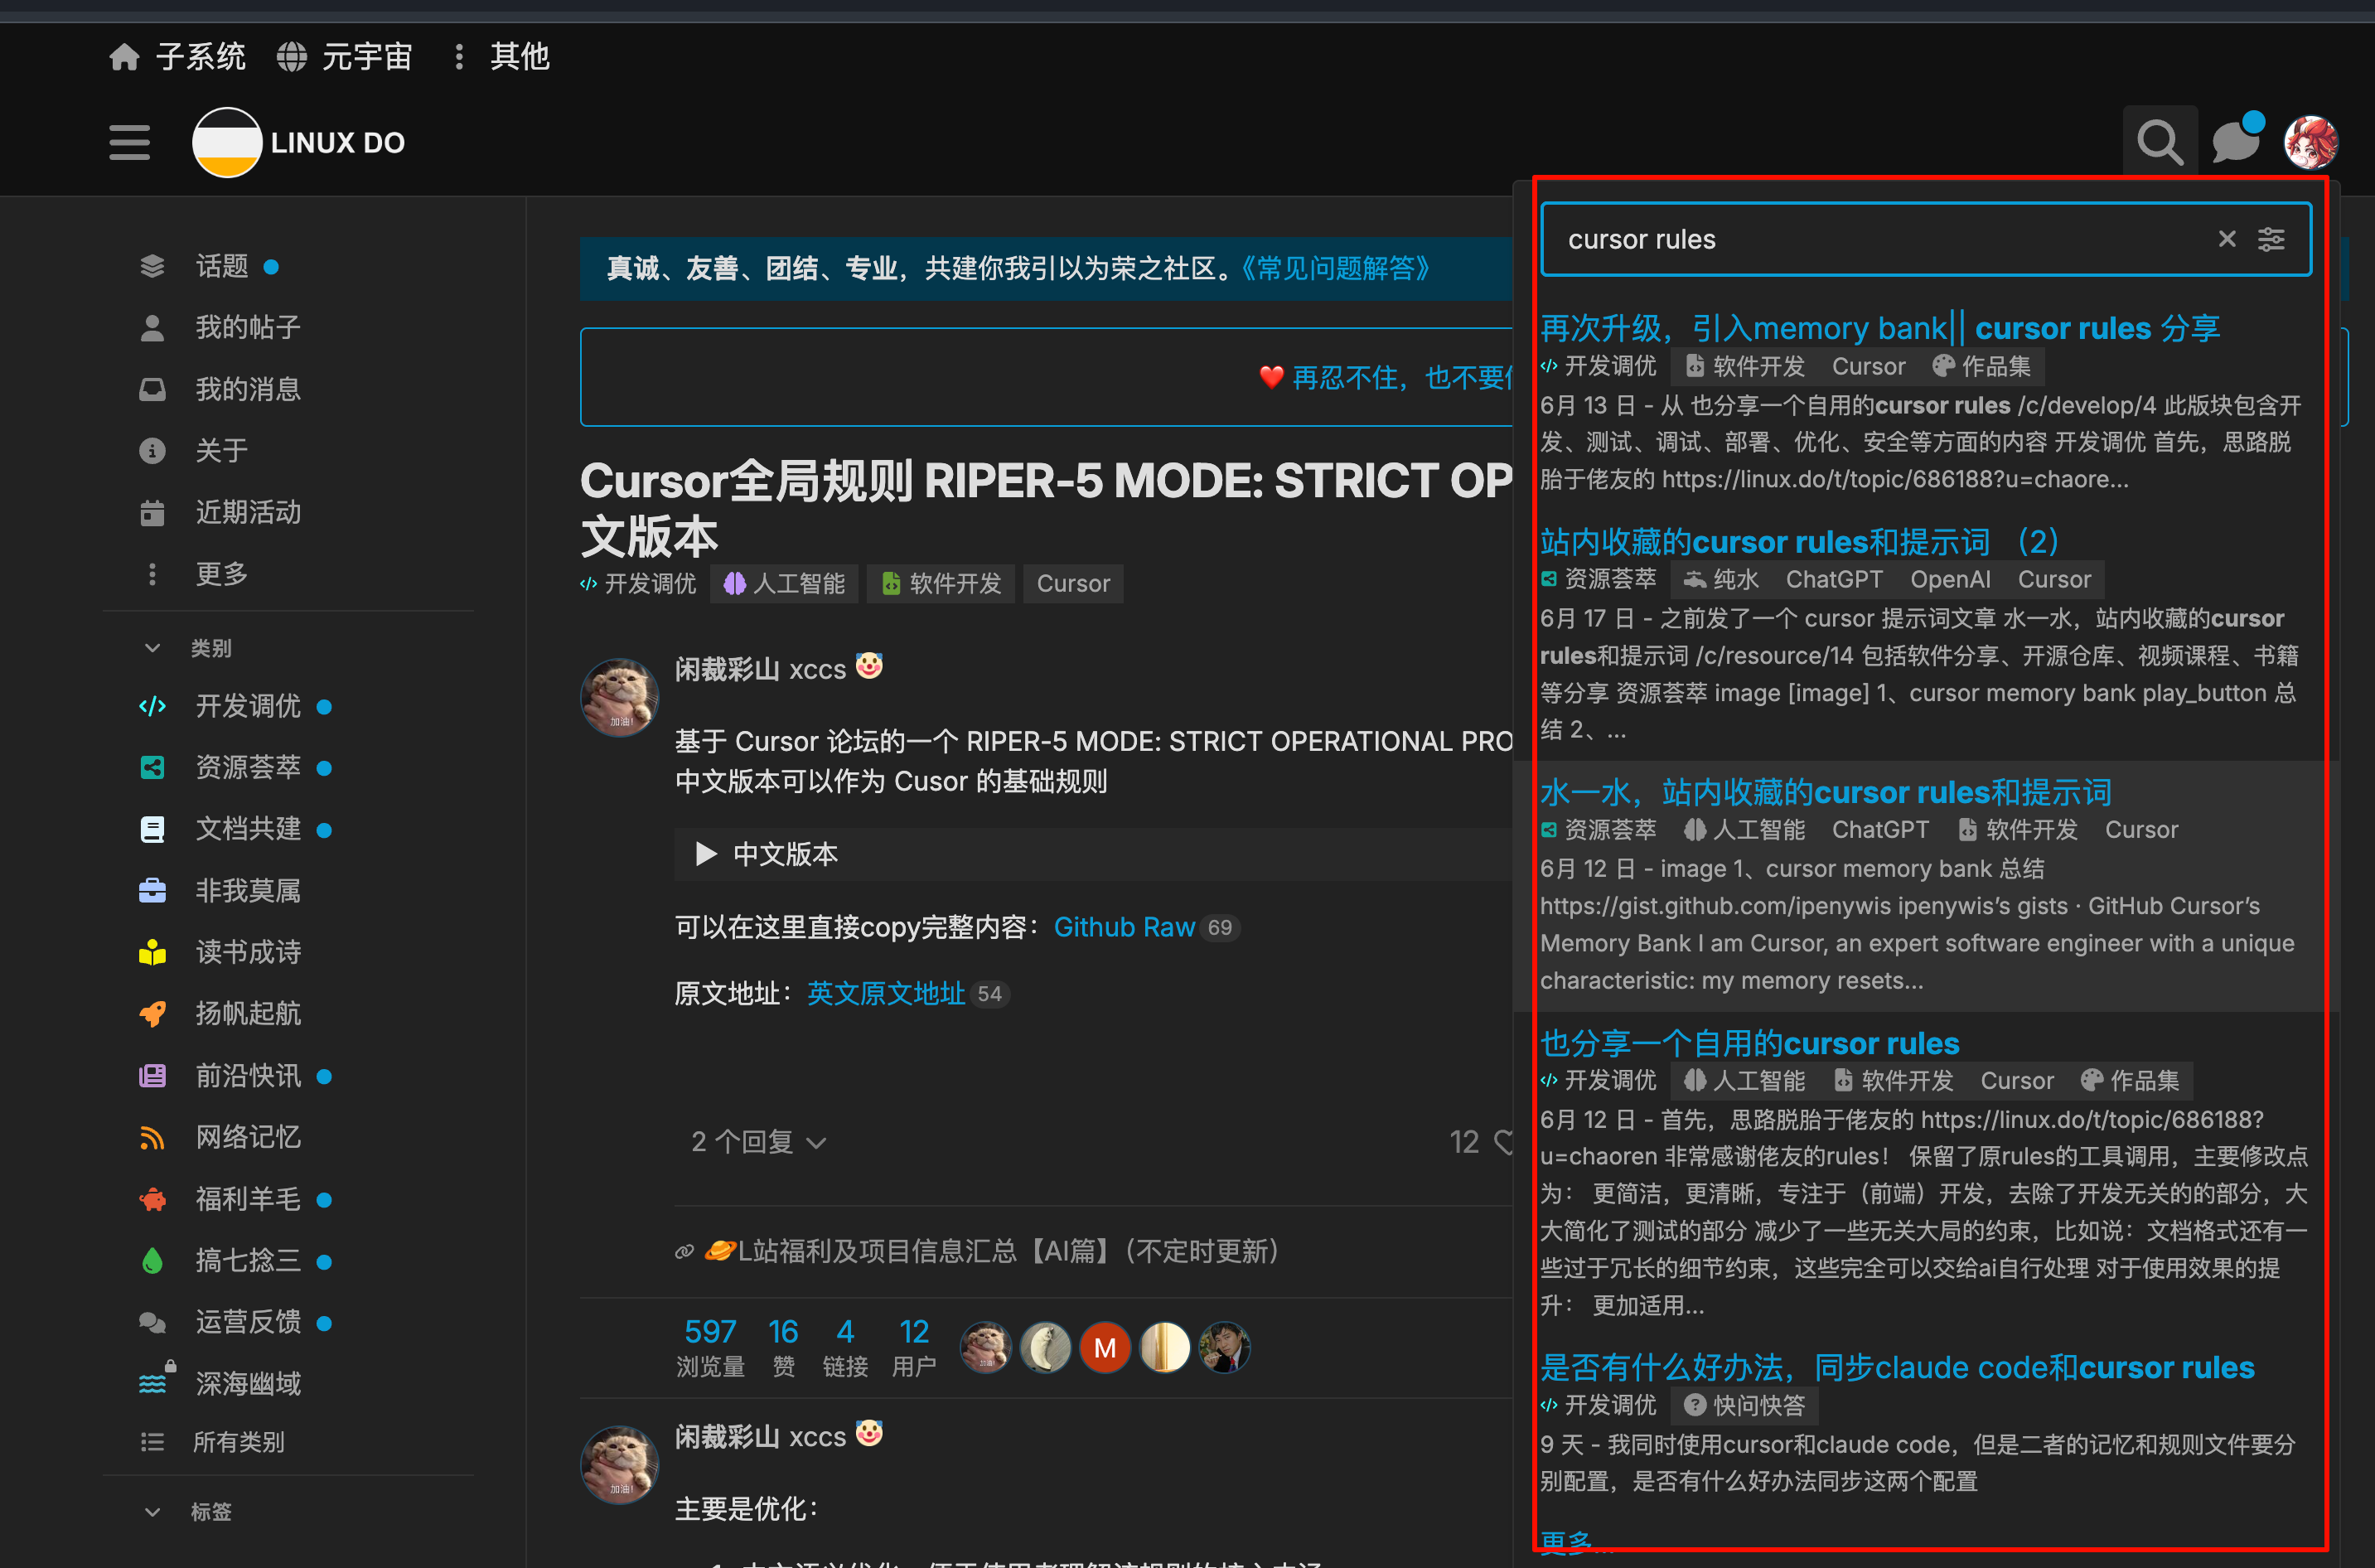 子系统 元宇宙 其他
LINUX DO
话题
我的帖子
我的消息
关于
近期活动
更多
类别
开发调优
资源荟萃
文档共建
非我莫属
读书成诗
扬帆起航
前沿快讯
网络记忆
福利羊毛
搞七捻三
运营反馈
深海幽域
所有类别
标签
真诚、友善、团结、专业，共建你我引以为荣之社区。《常见问题解答》
再忍不住，也不要
Cursor全局规则 RIPER-5 MODE: STRICT OP
文版本
开发调优 人工智能 软件开发 Cursor
闲裁彩山 xccs
加油!
基于 Cursor 论坛的一个 RIPER-5 MODE: STRICT OPERATIONAL PRO
中文版本可以作为 Cusor 的基础规则
中文版本
可以在这里直接copy完整内容：Github Raw 69
原文地址：英文原文地址 54
2 个回复
12
L站福利及项目信息汇总【AI篇】（不定时更新）
597 16 4 12
浏览量 赞 链接 用户
M
闲裁彩山 xccs
加油!
主要是优化：
cursor rules
再次升级，引入memory bank|| cursor rules 分享
开发调优 软件开发 Cursor 作品集
6月 13 日 - 从 也分享一个自用的cursor rules /c/develop/4 此版块包含开
发、测试、调试、部署、优化、安全等方面的内容 开发调优 首先，思路脱
胎于佬友的 https://linux.do/t/topic/686188?u=chaore...
站内收藏的cursor rules和提示词 （2）
资源荟萃 纯水 ChatGPT OpenAI Cursor
6月 17 日 - 之前发了一个 cursor 提示词文章 水一水，站内收藏的cursor
rules和提示词 /c/resource/14 包括软件分享、开源仓库、视频课程、书籍
等分享 资源荟萃 image [image] 1、cursor memory bank play_button 总
结 2、...
水一水，站内收藏的cursor rules和提示词
资源荟萃 人工智能 ChatGPT 软件开发 Cursor
6月 12 日 - image 1、cursor memory bank 总结
https://gist.github.com/ipenywis ipenywis’s gists · GitHub Cursor’s
Memory Bank I am Cursor, an expert software engineer with a unique
characteristic: my memory resets...
也分享一个自用的cursor rules
开发调优 人工智能 软件开发 Cursor 作品集
6月 12 日 - 首先，思路脱胎于佬友的 https://linux.do/t/topic/686188?
u=chaoren 非常感谢佬友的rules！ 保留了原rules的工具调用，主要修改点
为： 更简洁，更清晰，专注于（前端）开发，去除了开发无关的的部分，大
大简化了测试的部分 减少了一些无关大局的约束，比如说：文档格式还有一
些过于冗长的细节约束，这些完全可以交给ai自行处理 对于使用效果的提
升： 更加适用...
是否有什么好办法，同步claude code和cursor rules
开发调优 快问快答
9 天 - 我同时使用cursor和claude code，但是二者的记忆和规则文件要分
别配置，是否有什么好办法同步这两个配置
更多...